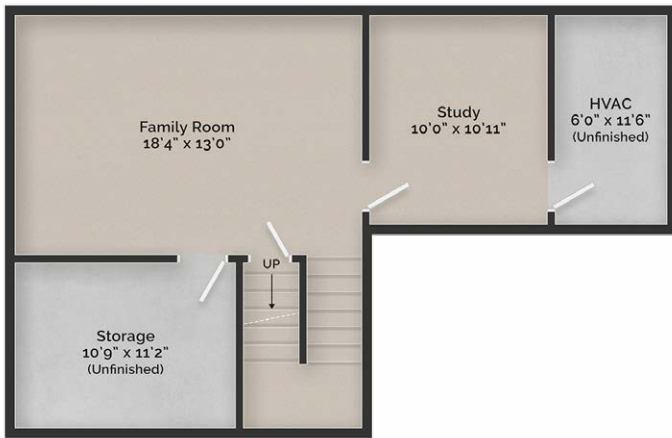 Family Room
18'4" x 13'0"
Study
10'0" x 10'11"
HVAC
6'0" x 11'6"
(Unfinished)
UP
Storage
10'9" x 11'2"
(Unfinished)